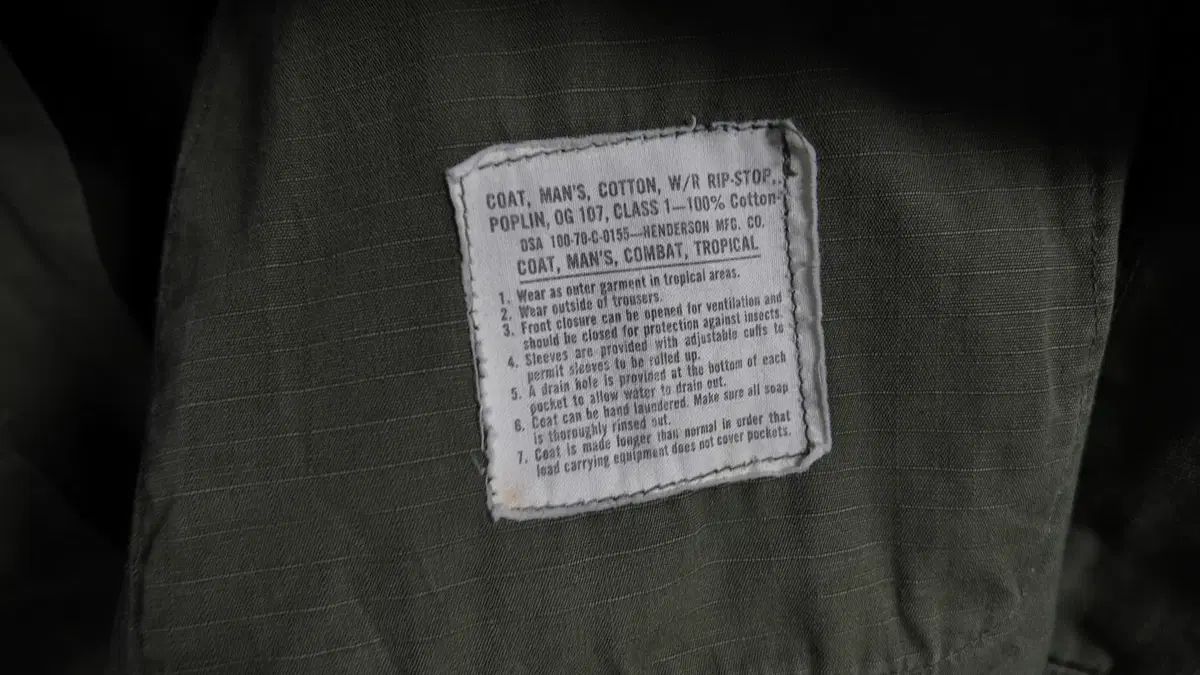 COAT, MAN'S, COTTON, W/R RIP-STOP
POPLIN, OG 107, CLASS 1—100% Cotton
DSA 100-70-C-0155—HENDERSON MFG. CO.
COAT, MAN'S, COMBAT, TROPICAL
1. Wear as outer garment in tropical areas.
2. Wear outside of trousers.
3. Front closure can be opened for ventilation and
should be closed for protection against insects.
4. Sleeves are provided with adjustable cuffs to
permit sleeves to be rolled up.
5. A drain hole is provided at the bottom of each
pocket to allow water to drain out.
6. Coat can be hand laundered. Make sure all soap
is thoroughly rinsed out.
7. Coat is made longer than normal in order that
load carrying equipment does not cover pockets.